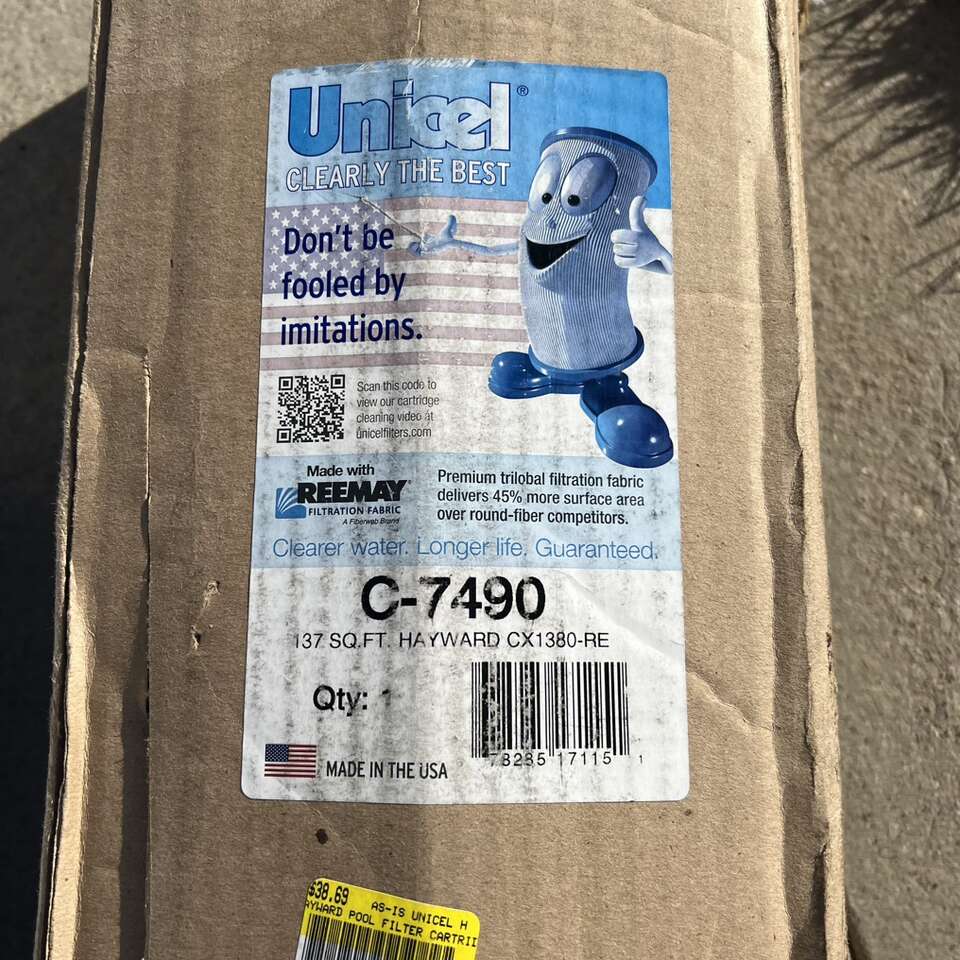 Unicel®
CLEARLY THE BEST
Don't be
fooled by
imitations.
Scan this code to
view our cartridge
cleaning video at
unicelfilters.com
Made with
REEMAY
FILTRATION FABRIC
A Fiberweb Brand
Premium trilobal filtration fabric
delivers 45% more surface area
over round-fiber competitors.
Clearer water. Longer life. Guaranteed.
C-7490
137 SQ.FT. HAYWARD CX1380-RE
Qty: 1
78285 17115 1
MADE IN THE USA
$38.69 AS-IS UNICEL H
AYWARD POOL FILTER CARTRI